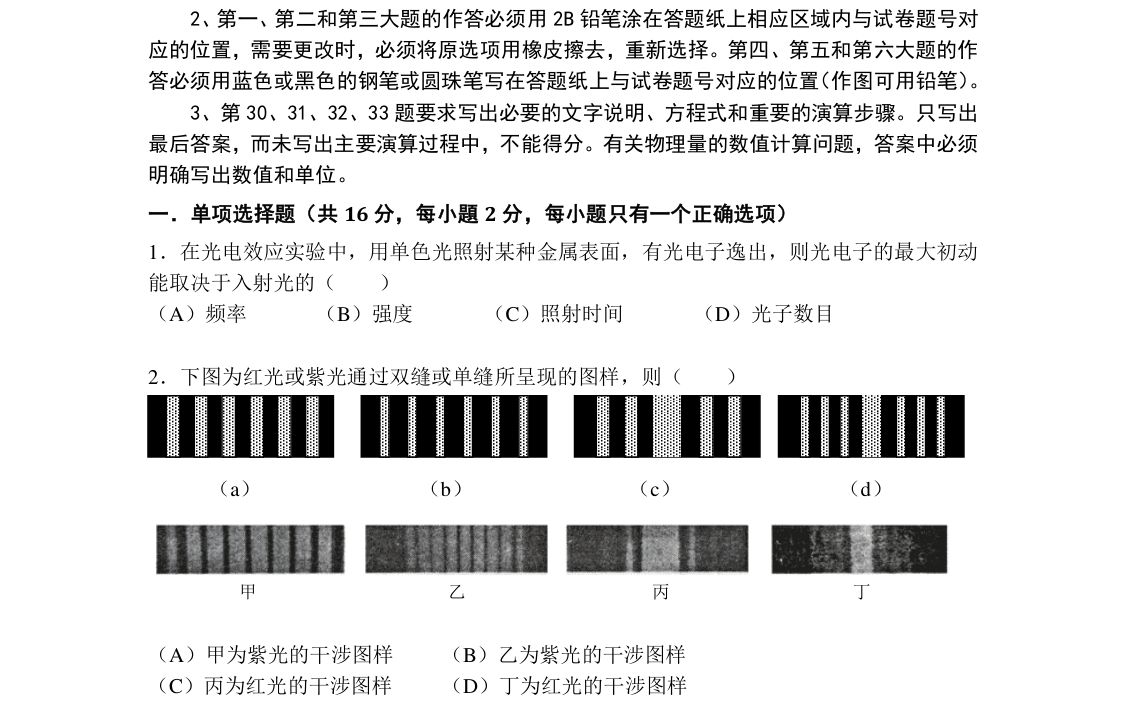 2、第一、第二和第三大题的作答必须用 2B 铅笔涂在答题纸上相应区域内与试卷题号对
应的位置，需要更改时，必须将原选项用橡皮擦去，重新选择。第四、第五和第六大题的作
答必须用蓝色或黑色的钢笔或圆珠笔写在答题纸上与试卷题号对应的位置（作图可用铅笔）。
3、第 30、31、32、33 题要求写出必要的文字说明、方程式和重要的演算步骤。只写出
最后答案，而未写出主要演算过程中，不能得分。有关物理量的数值计算问题，答案中必须
明确写出数值和单位。
一．单项选择题（共 16 分，每小題 2 分，每小题只有一个正确选项）
1．在光电效应实验中，用单色光照射某种金属表面，有光电子逸出，则光电子的最大初动
能取决于入射光的（  ）
（A）频率 （B）强度 （C）照射时间 （D）光子数目
2．下图为红光或紫光通过双缝或单缝所呈现的图样，则（  ）
（a） （b） （c） （d）
甲 乙 丙 丁
（A）甲为紫光的干涉图样 （B）乙为紫光的干涉图样
（C）丙为红光的干涉图样 （D）丁为红光的干涉图样